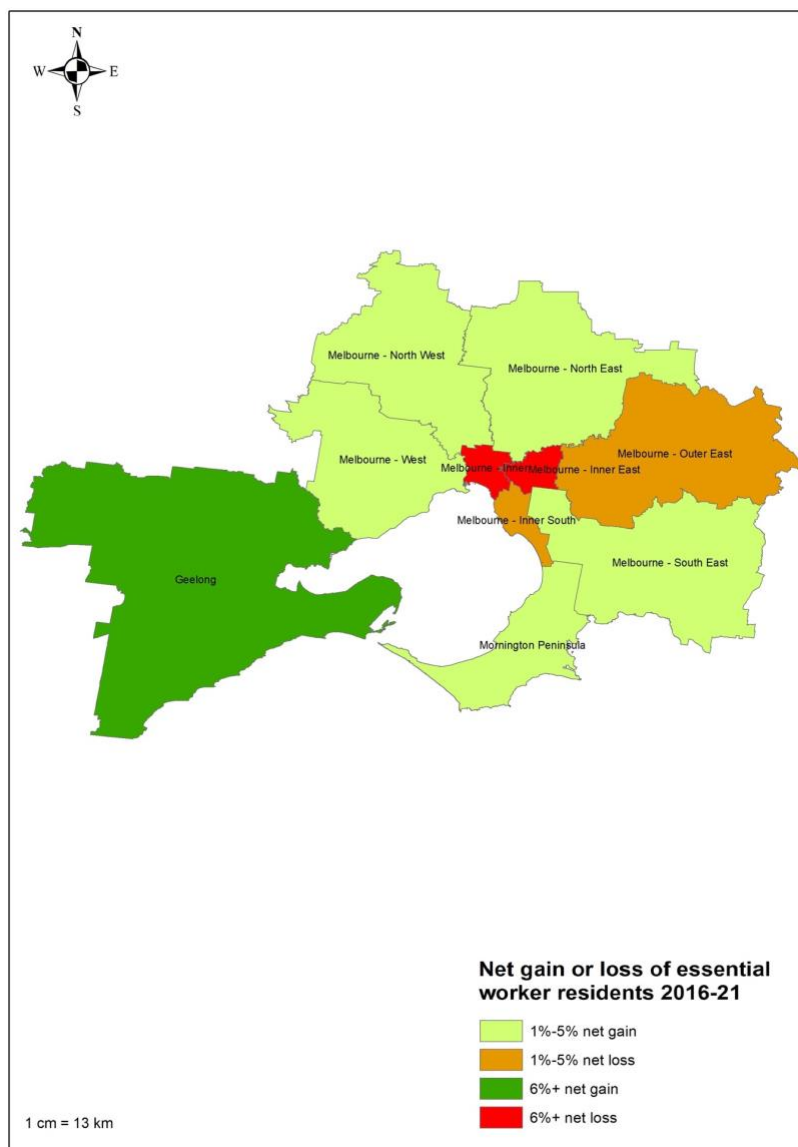 N
W E
S
Melbourne - North West
Melbourne - North East
Melbourne - West
Melbourne - Outer East
Melbourne - Inner
Melbourne - Inner East
Melbourne - Inner South
Melbourne - South East
Geelong
Mornington Peninsula
Net gain or loss of essential
worker residents 2016-21
1%-5% net gain
1%-5% net loss
6%+ net gain
6%+ net loss
1 cm = 13 km